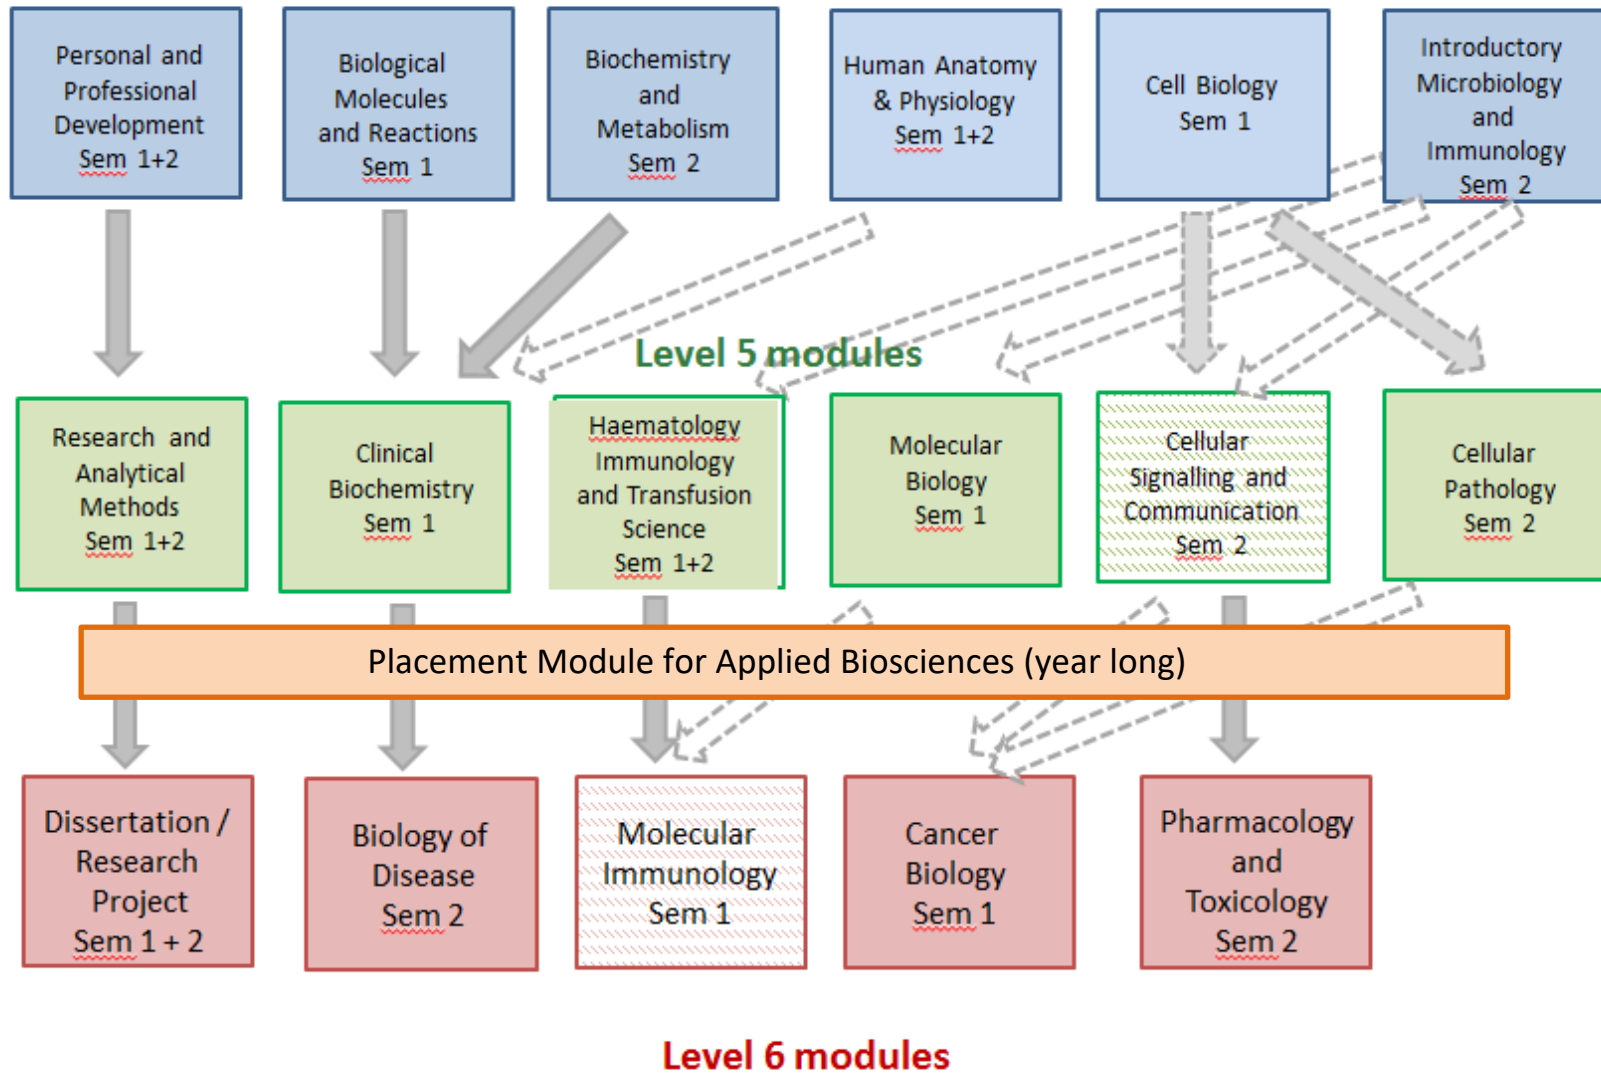 Personal and
Professional
Development
Sem 1+2
Biological
Molecules
and Reactions
Sem 1
Biochemistry
and
Metabolism
Sem 2
Human Anatomy
& Physiology
Sem 1+2
Cell Biology
Sem 1
Introductory
Microbiology
and
Immunology
Sem 2
Level 5 modules
Research and
Analytical
Methods
Sem 1+2
Clinical
Biochemistry
Sem 1
Haematology
Immunology
and Transfusion
Science
Sem 1+2
Molecular
Biology
Sem 1
Cellular
Signalling and
Communication
Sem 2
Cellular
Pathology
Sem 2
Placement Module for Applied Biosciences (year long)
Dissertation /
Research
Project
Sem 1 + 2
Biology of
Disease
Sem 2
Molecular
Immunology
Sem 1
Cancer
Biology
Sem 1
Pharmacology
and
Toxicology
Sem 2
Level 6 modules